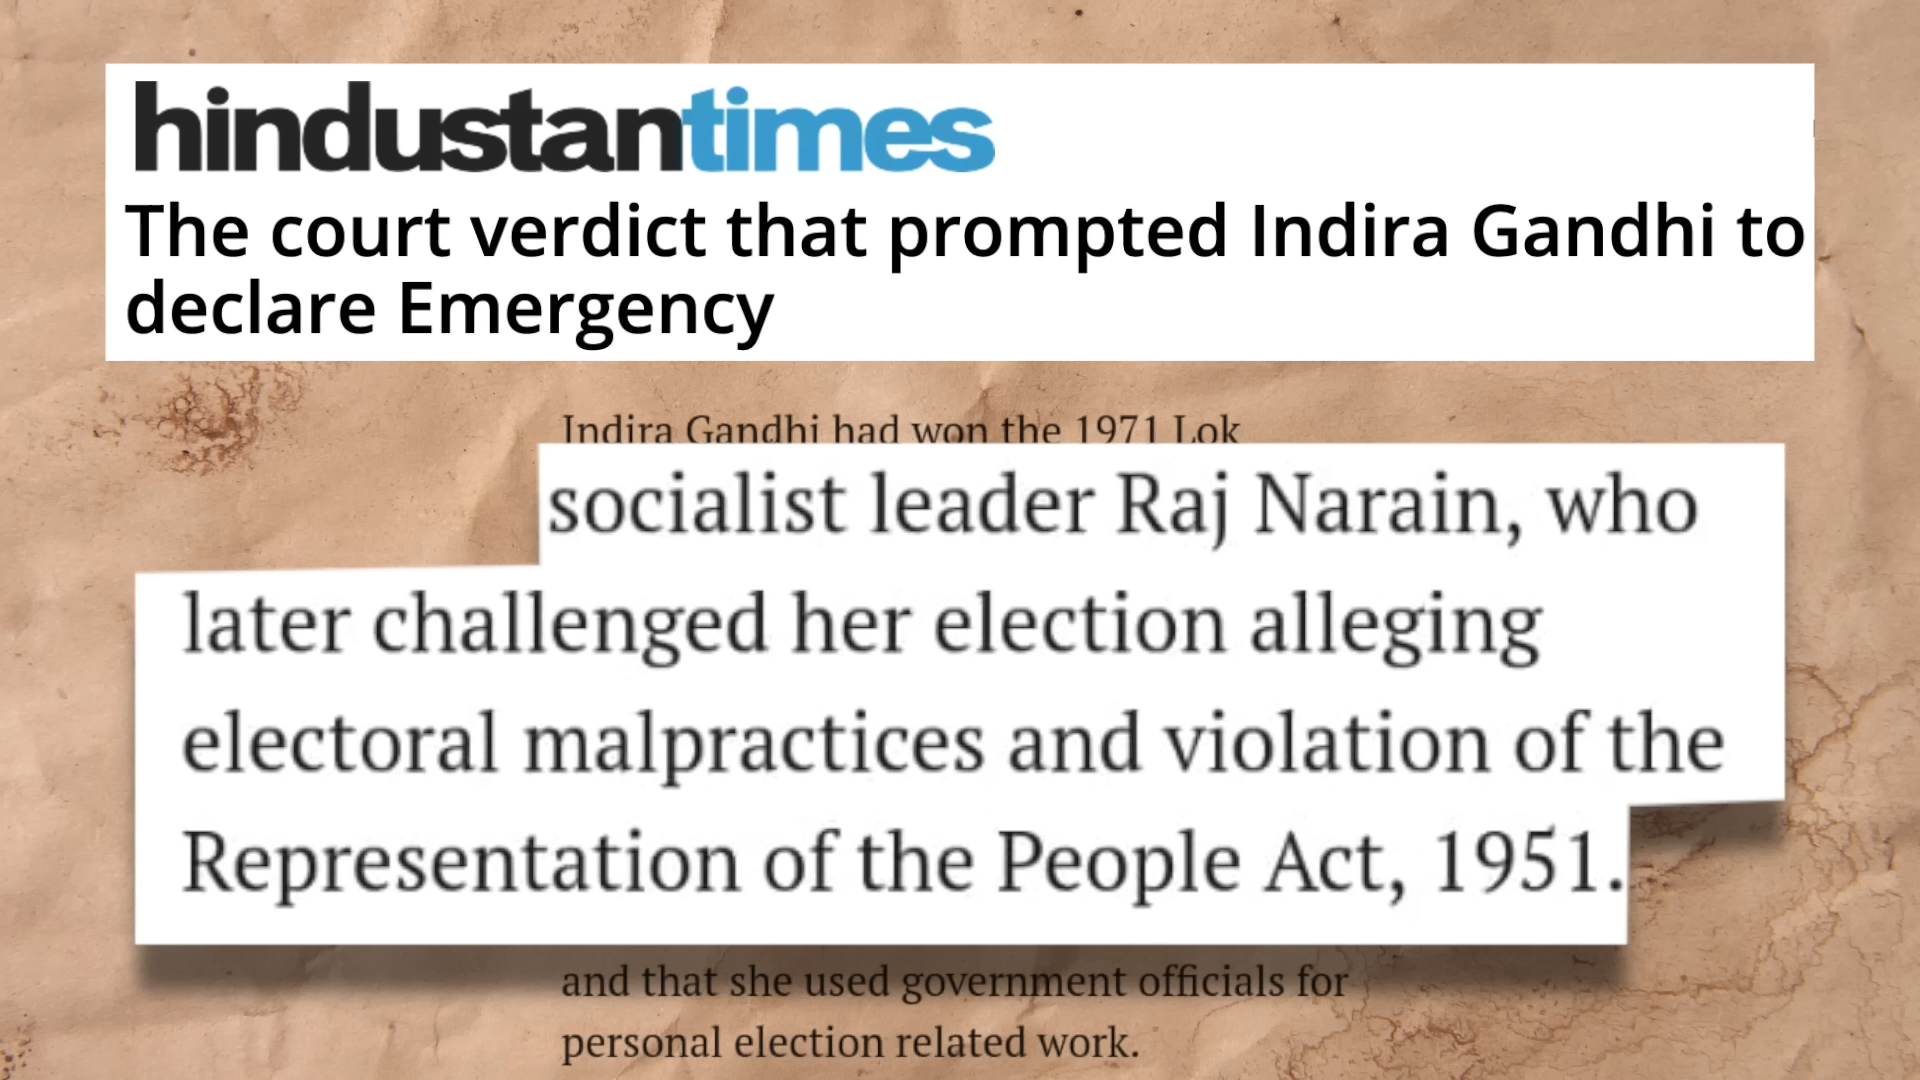 hindustantimes
The court verdict that prompted Indira Gandhi to
declare Emergency
Indira Gandhi had won the 1971 Lok
socialist leader Raj Narain, who
later challenged her election alleging
electoral malpractices and violation of the
Representation of the People Act, 1951.
and that she used government officials for
personal election related work.